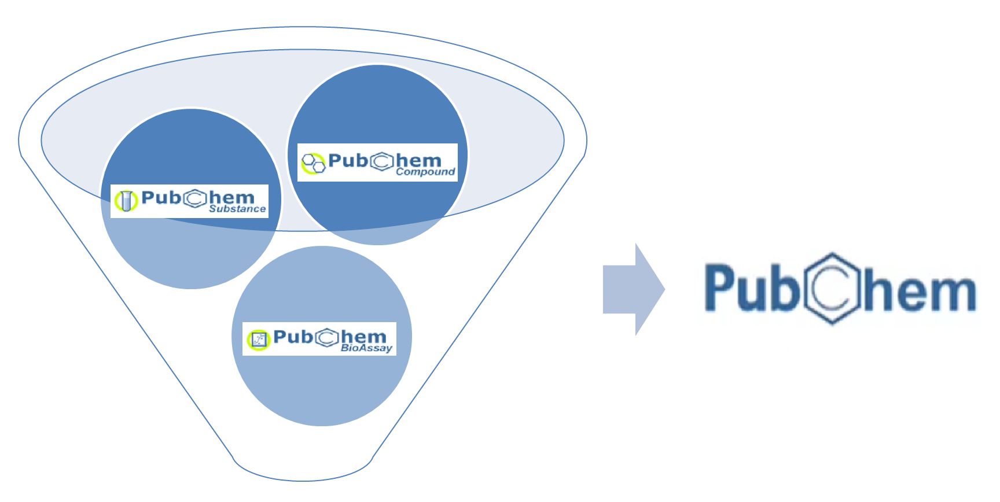 PubChem
Compound
PubChem
Substance
PubChem
BioAssay
PubChem